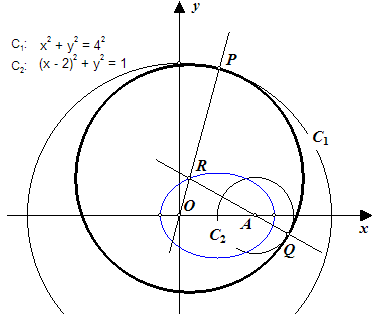 y
C₁: x² + y² = 4²
C₂: (x - 2)² + y² = 1
P
C₁
R
O
A
C₂
x
Q